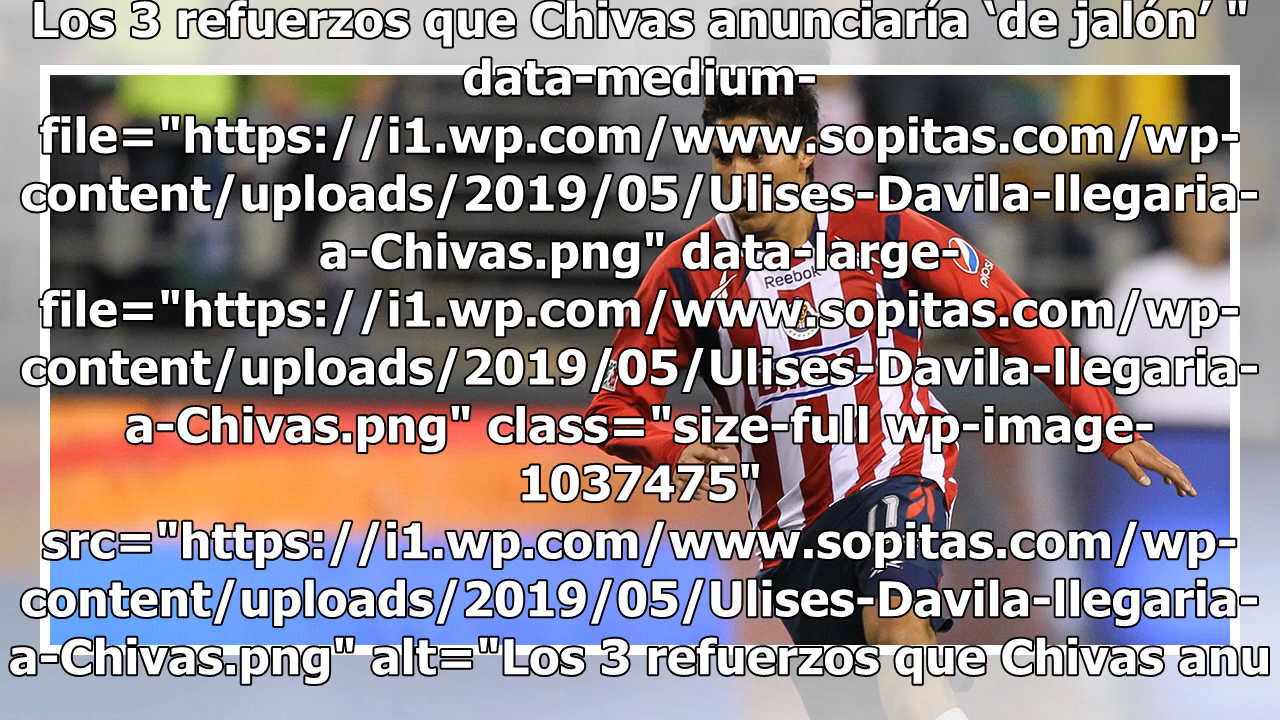 Los 3 refuerzos que Chivas anunciaría ‘de jalón’ "
data-medium-
file="https://i1.wp.com/www.sopitas.com/wp-
content/uploads/2019/05/Ulises-Davila-llegaria-
a-Chivas.png" data-large-
file="https://i1.wp.com/www.sopitas.com/wp-
content/uploads/2019/05/Ulises-Davila-llegaria-
a-Chivas.png" class="size-full wp-image-
1037475"
src="https://i1.wp.com/www.sopitas.com/wp-
content/uploads/2019/05/Ulises-Davila-llegaria-
a-Chivas.png" alt="Los 3 refuerzos que Chivas anu
Reebok
pepsi
11